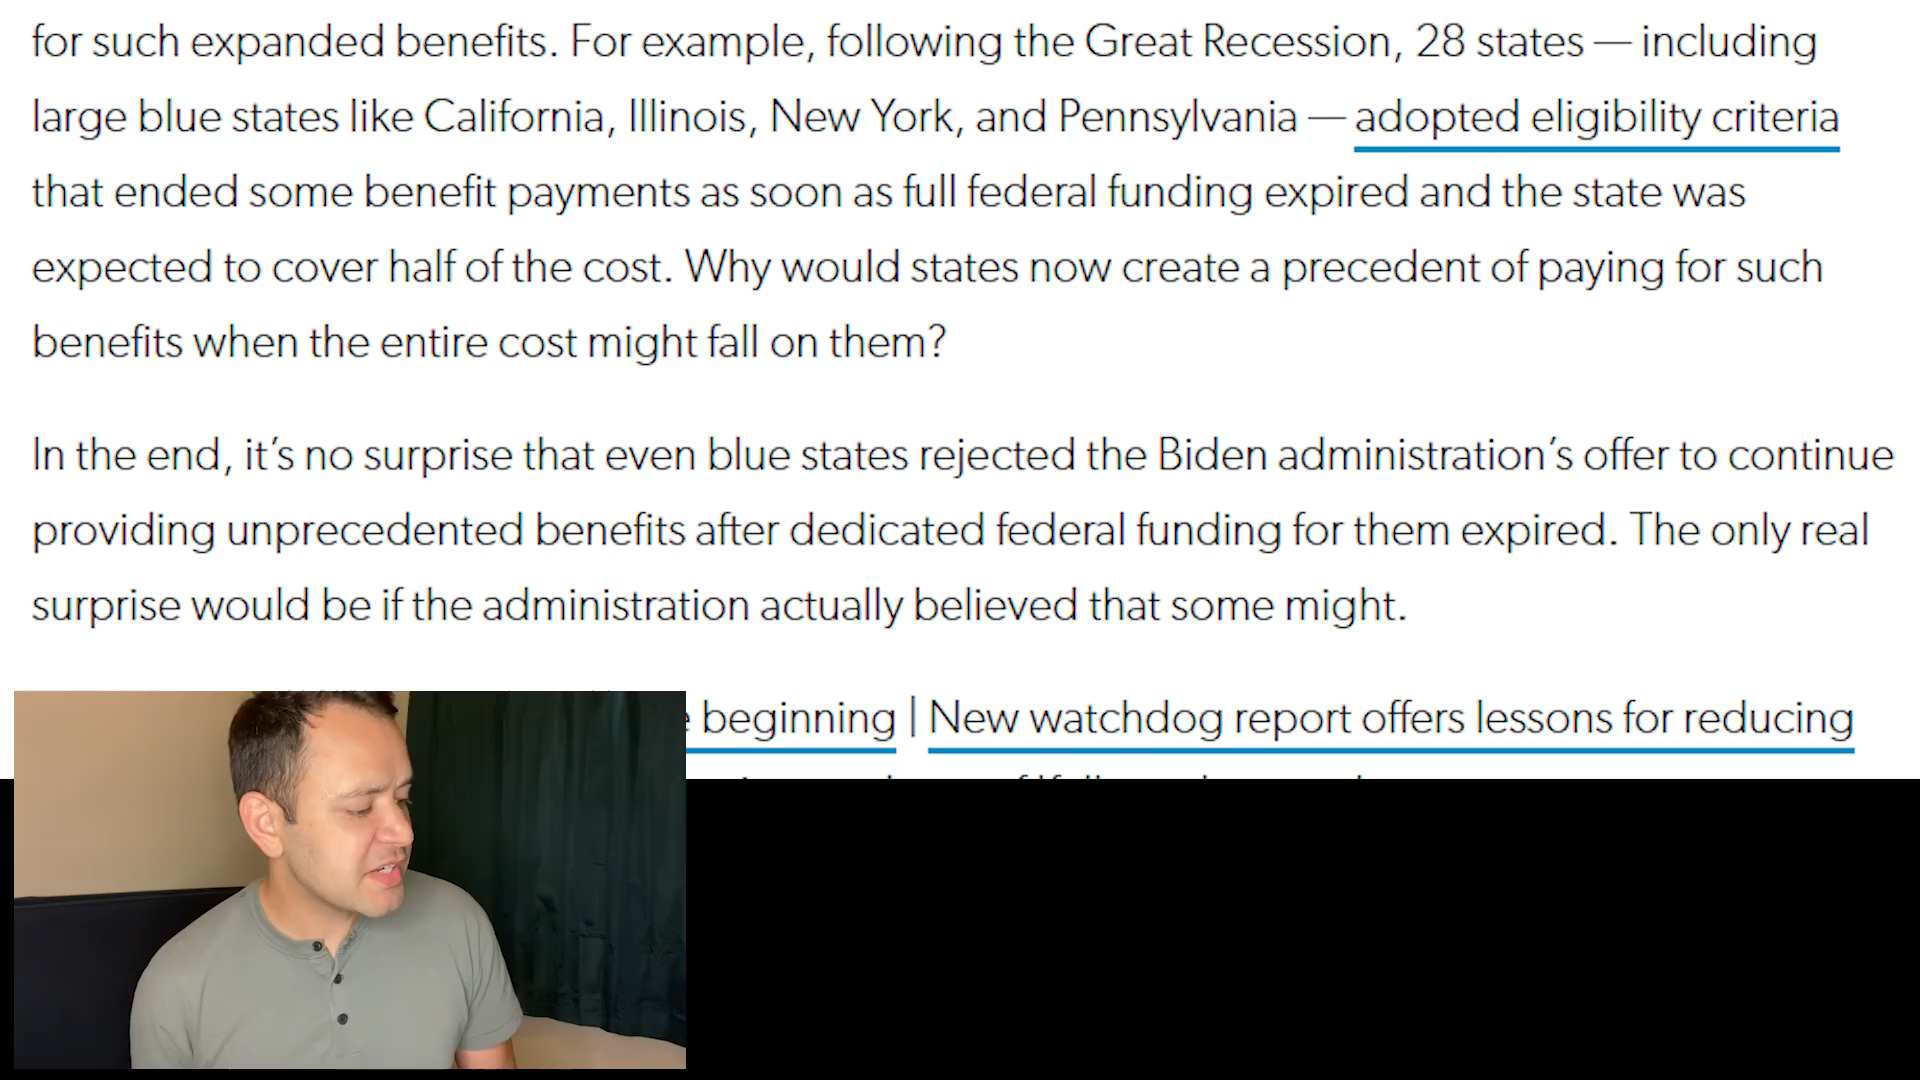 for such expanded benefits. For example, following the Great Recession, 28 states — including
large blue states like California, Illinois, New York, and Pennsylvania — adopted eligibility criteria
that ended some benefit payments as soon as full federal funding expired and the state was
expected to cover half of the cost. Why would states now create a precedent of paying for such
benefits when the entire cost might fall on them?
In the end, it’s no surprise that even blue states rejected the Biden administration’s offer to continue
providing unprecedented benefits after dedicated federal funding for them expired. The only real
surprise would be if the administration actually believed that some might.
beginning | New watchdog report offers lessons for reducing